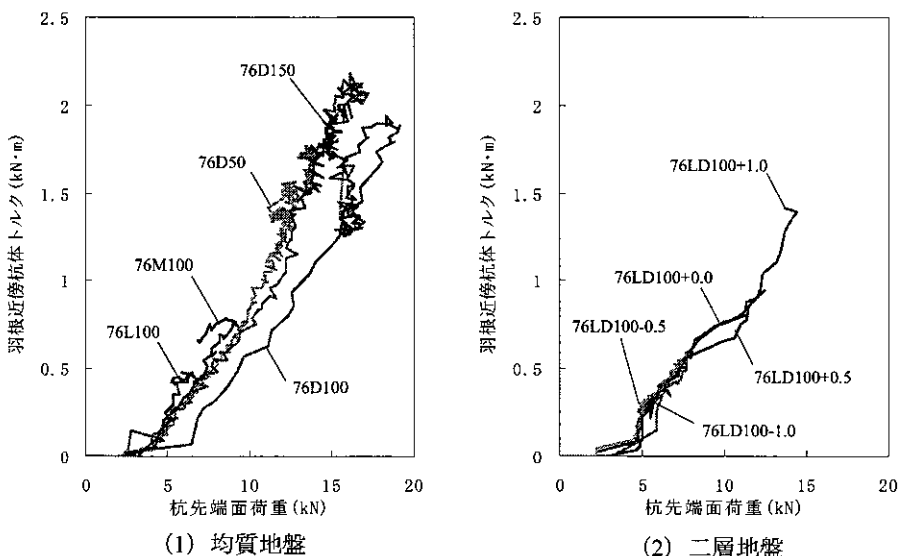 2.5
2
1.5
1
0.5
0
0
5
10
15
20
羽根近傍杭体トルク(kN・m)
杭先端面荷重(kN)
76D150
76D50
76M100
76L100
76D100
(1) 均質地盤
2.5
2
1.5
1
0.5
0
0
5
10
15
20
羽根近傍杭体トルク(kN・m)
杭先端面荷重(kN)
76LD100+1.0
76LD100+0.0
76LD100-0.5
76LD100+0.5
76LD100-1.0
(2) 二層地盤